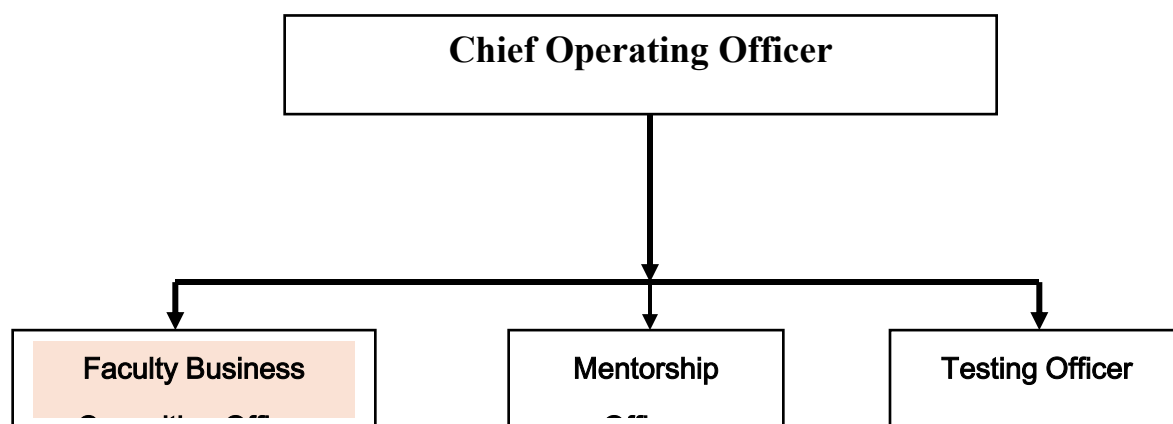 Chief Operating Officer
Faculty Business
Mentorship
Testing Officer